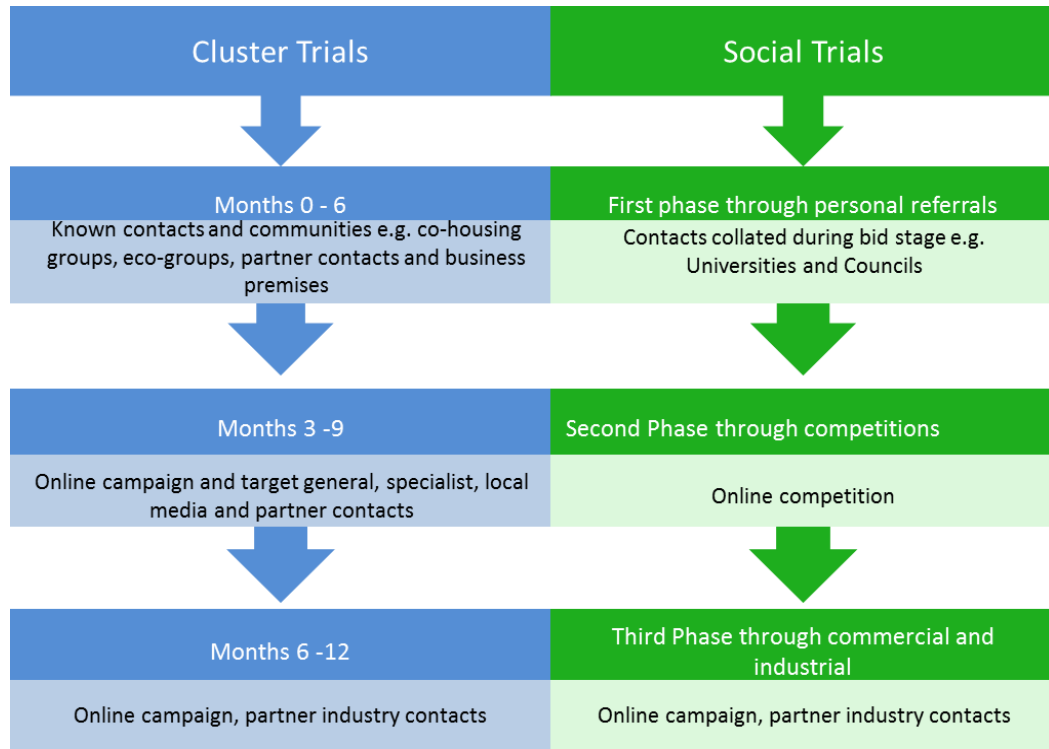 Cluster Trials
Social Trials
Months 0 - 6
First phase through personal referrals
Known contacts and communities e.g. co-housing
groups, eco-groups, partner contacts and business
premises
Contacts collated during bid stage e.g.
Universities and Councils
Months 3 -9
Second Phase through competitions
Online campaign and target general, specialist, local
media and partner contacts
Online competition
Months 6 -12
Third Phase through commercial and
industrial
Online campaign, partner industry contacts
Online campaign, partner industry contacts